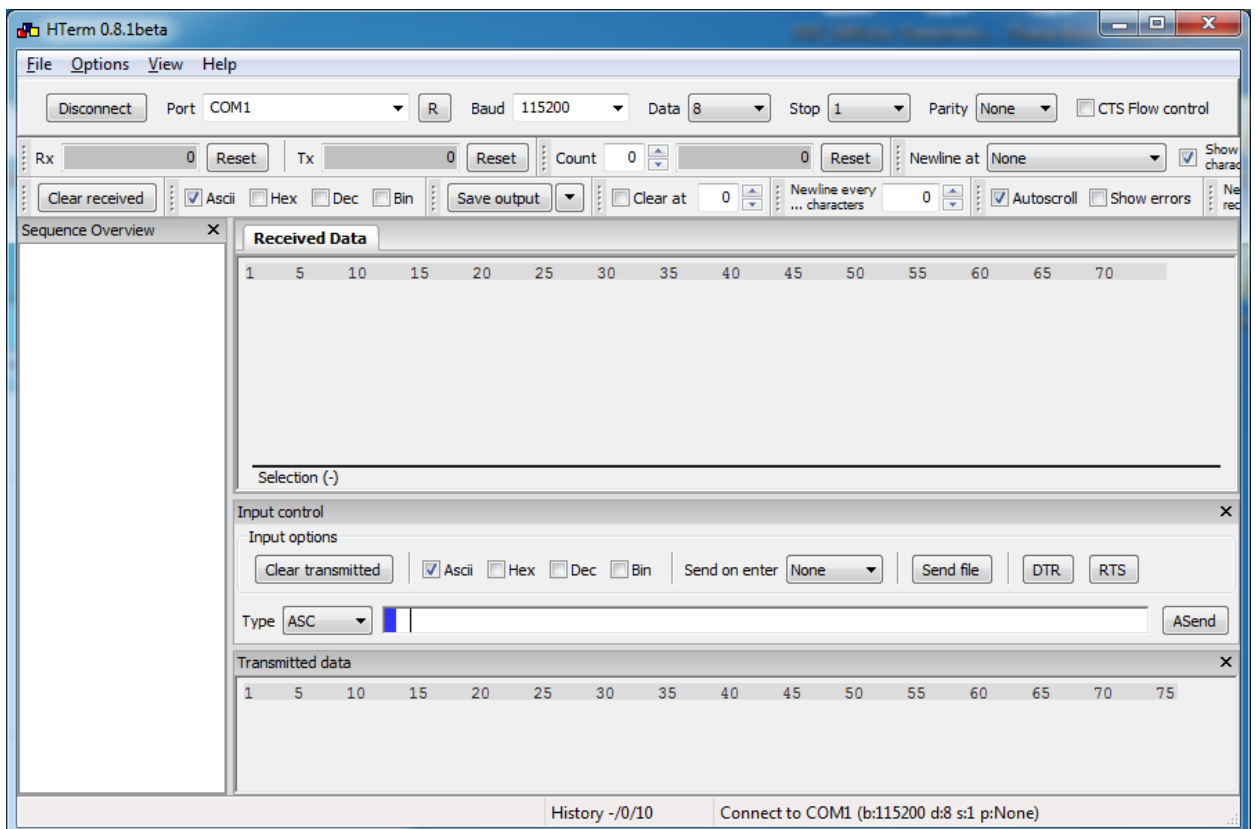 HTerm 0.8.1beta
File Options View Help
Disconnect Port COM1 R Baud 115200 Data 8 Stop 1 Parity None CTS Flow control
Rx 0 Reset Tx 0 Reset Count 0 0 Reset Newline at None Show
charac
Clear received Ascii Hex Dec Bin Save output Clear at 0 Newline every
... characters 0 Autoscroll Show errors Ne
rec
Sequence Overview
Received Data
1 5 10 15 20 25 30 35 40 45 50 55 60 65 70
Selection (-)
Input control
Input options
Clear transmitted Ascii Hex Dec Bin Send on enter None Send file DTR RTS
Type ASC ASend
Transmitted data
1 5 10 15 20 25 30 35 40 45 50 55 60 65 70 75
History -/0/10 Connect to COM1 (b:115200 d:8 s:1 p:None)